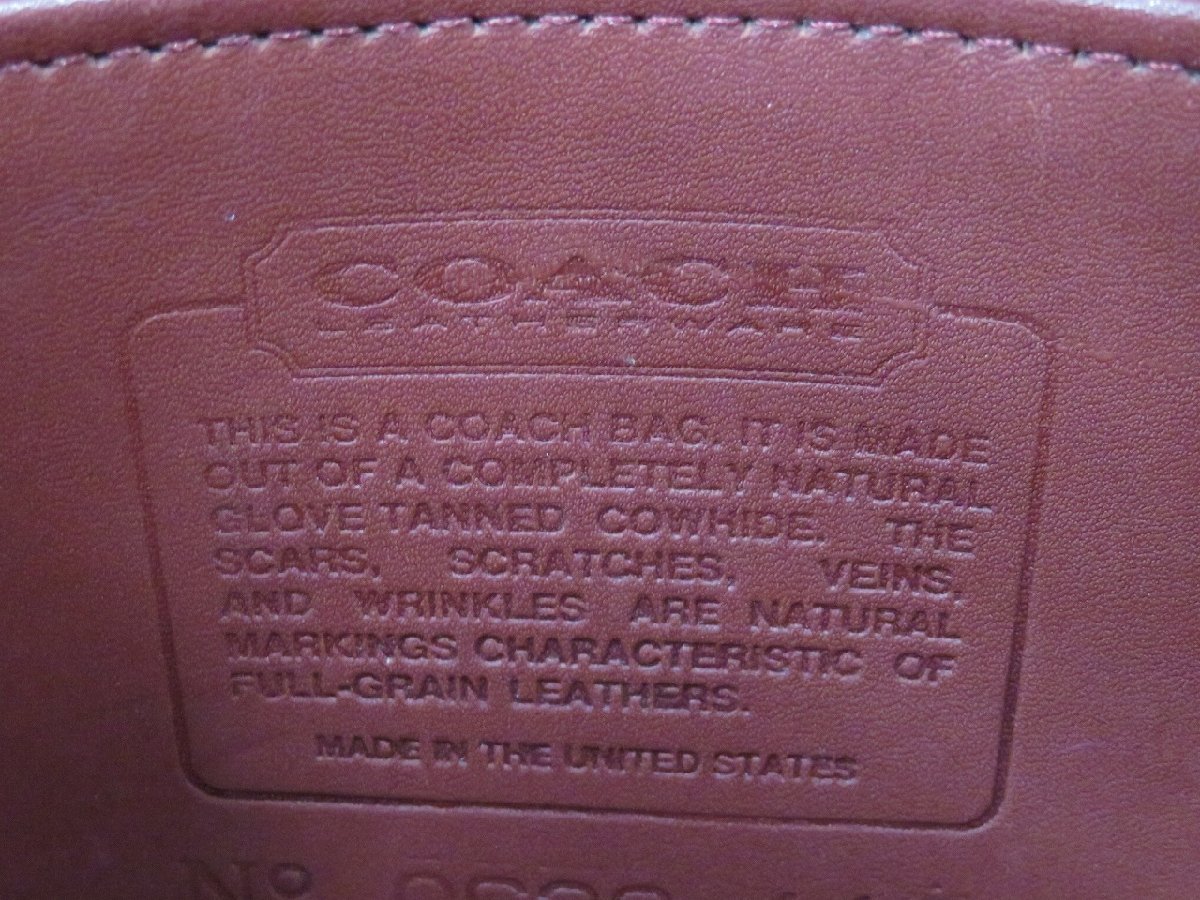 COACH
LEATHERWARE
THIS IS A COACH BAG. IT IS MADE
OUT OF A COMPLETELY NATURAL
GLOVE TANNED COWHIDE. THE
SCARS, SCRATCHES, VEINS,
AND WRINKLES ARE NATURAL
MARKINGS CHARACTERISTIC OF
FULL-GRAIN LEATHERS.
MADE IN THE UNITED STATES
Nº